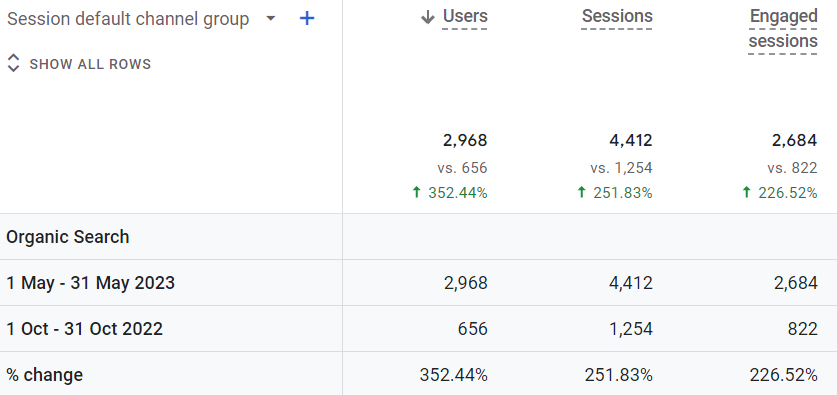 Session default channel group +
SHOW ALL ROWS
↓ Users Sessions Engaged sessions
2,968 4,412 2,684
vs. 656 vs. 1,254 vs. 822
↑ 352.44% ↑ 251.83% ↑ 226.52%
Organic Search
1 May - 31 May 2023 2,968 4,412 2,684
1 Oct - 31 Oct 2022 656 1,254 822
% change 352.44% 251.83% 226.52%